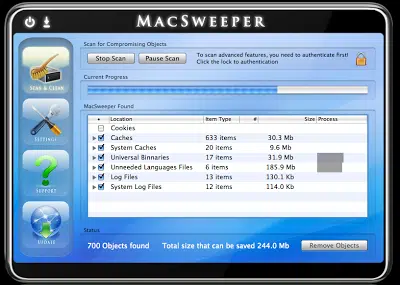 MACSWEEPER
Scan for Compromising Objects
Stop Scan
Pause Scan
To scan advanced features, you need to authenticate first!
Click the lock to authentication
SCAN & CLEAN
Current Progress
MacSweeper Found
Location Item Type # Size Process
Cookies
Caches 633 items 30.3 Mb
System Caches 20 items 9.6 Mb
Universal Binnaries 17 items 31.9 Mb
Unneeded Languages Files 6 items 185.9 Mb
Log Files 13 items 130.1 Kb
System Log Files 12 items 114.0 Kb
SETTINGS
SUPPORT
UPDATE
Status
700 Objects found Total size that can be saved 244.0 Mb Remove Objects